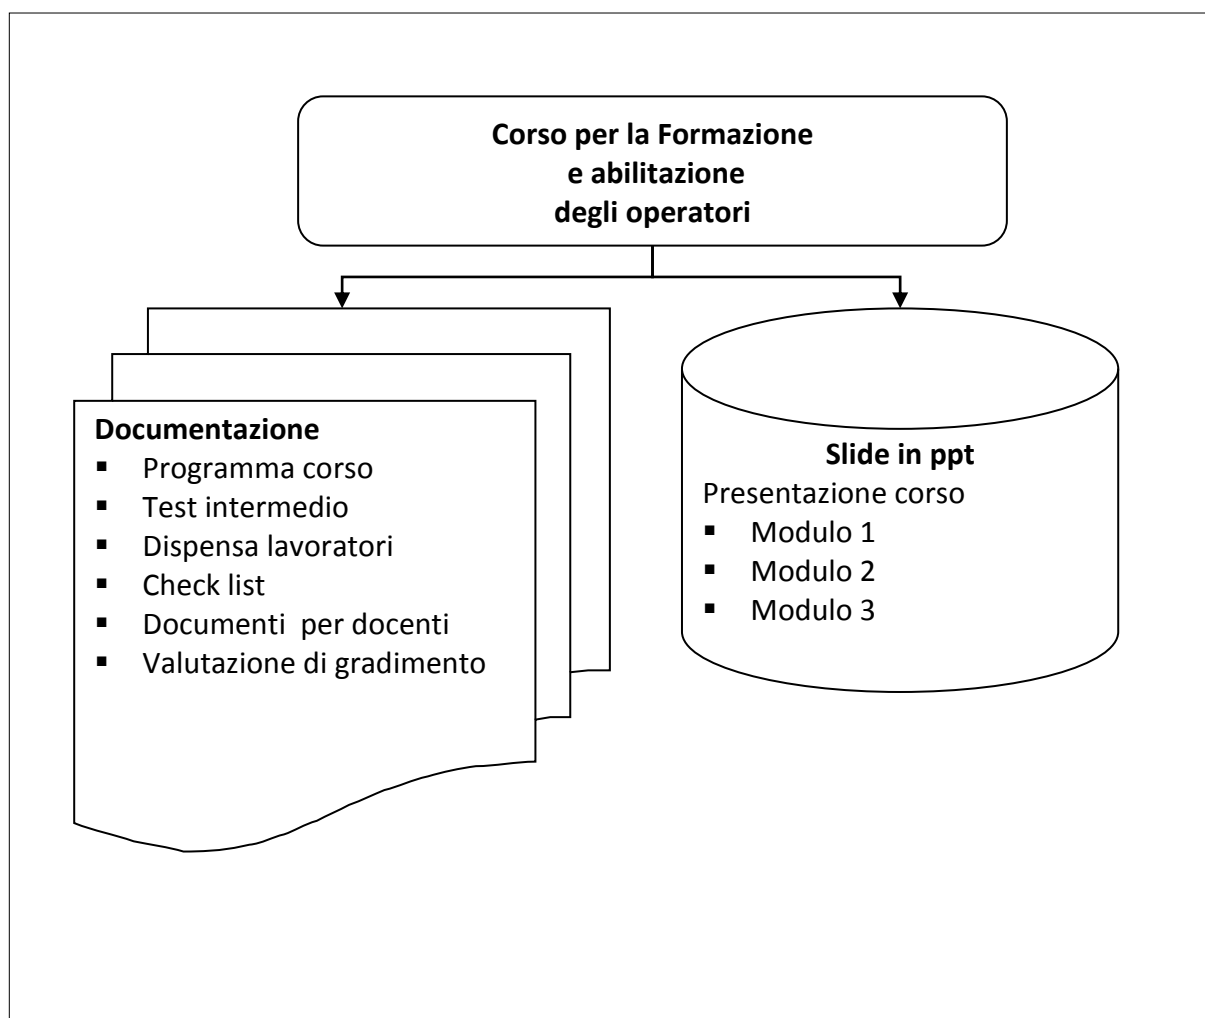 Corso per la Formazione
e abilitazione
degli operatori
Documentazione
▪ Programma corso
▪ Test intermedio
▪ Dispensa lavoratori
▪ Check list
▪ Documenti  per docenti
▪ Valutazione di gradimento
Slide in ppt
Presentazione corso
▪ Modulo 1
▪ Modulo 2
▪ Modulo 3